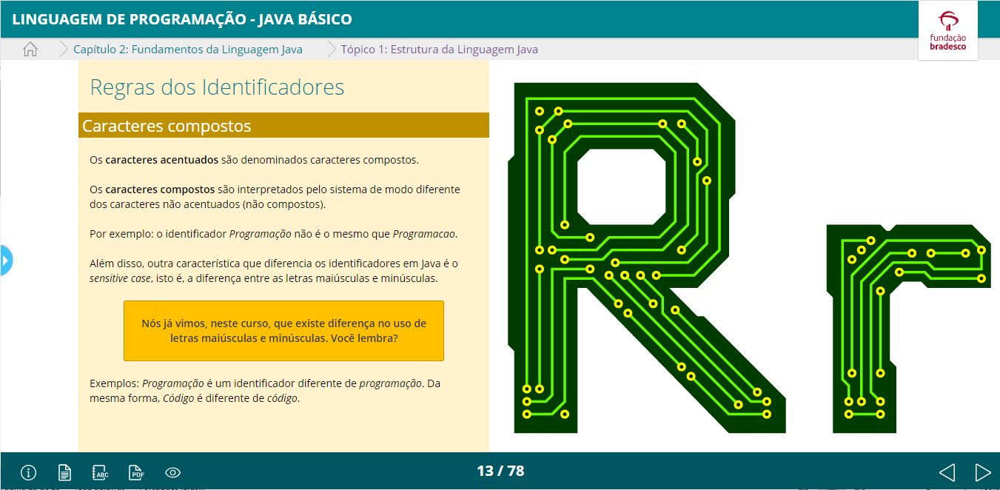 LINGUAGEM DE PROGRAMAÇÃO - JAVA BÁSICO
fundação
bradesco
Capítulo 2: Fundamentos da Linguagem Java
Tópico 1: Estrutura da Linguagem Java
Regras dos Identificadores
Caracteres compostos
Os caracteres acentuados são denominados caracteres compostos.
Os caracteres compostos são interpretados pelo sistema de modo diferente
dos caracteres não acentuados (não compostos).
Por exemplo: o identificador Programação não é o mesmo que Programacao.
Além disso, outra característica que diferencia os identificadores em Java é o
sensitive case, isto é, a diferença entre as letras maiúsculas e minúsculas.
Nós já vimos, neste curso, que existe diferença no uso de
letras maiúsculas e minúsculas. Você lembra?
Exemplos: Programação é um identificador diferente de programação. Da
mesma forma, Código é diferente de código.
R r
ABC
PDF
13 / 78